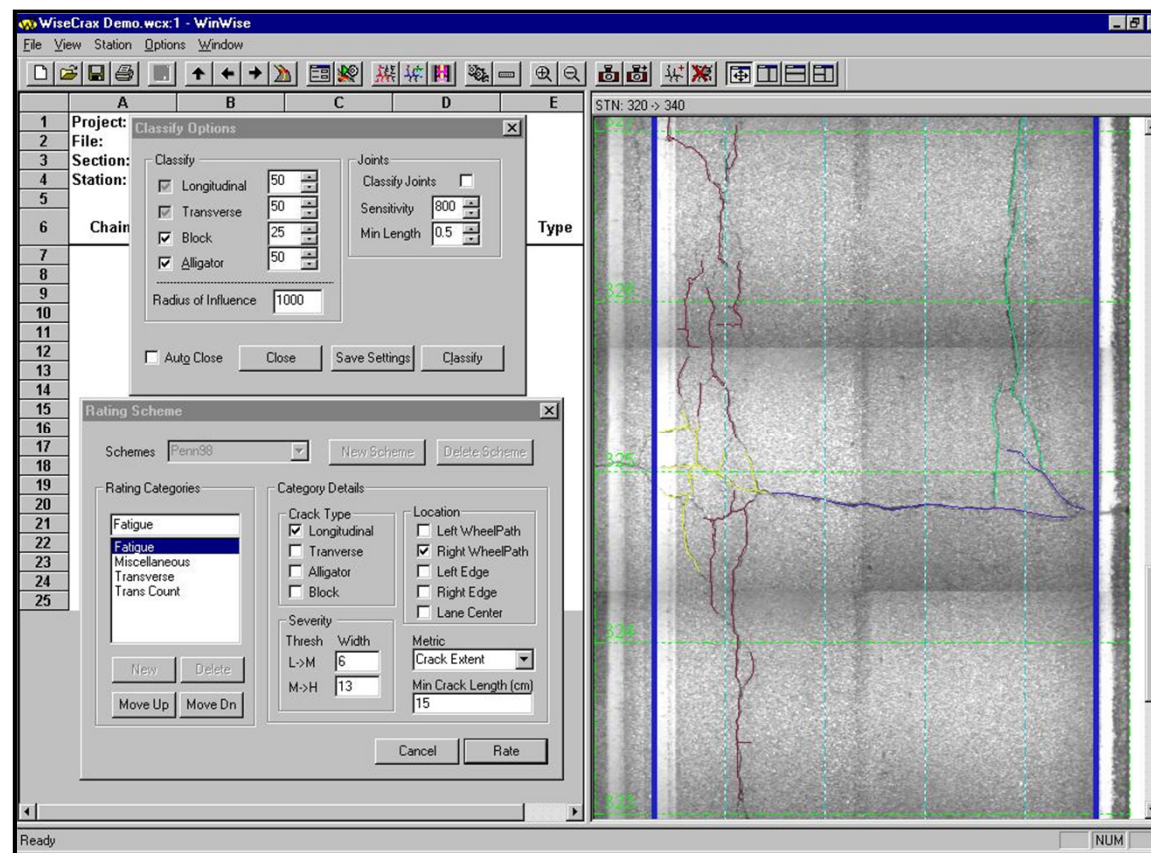 WiseCrax Demo.wcx:1 - WinWise
File View Station Options Window
A B C D E
STN: 320 -> 340
1 Project:
2 File:
3 Section:
4 Station:
5
6 Chain Type
7
8
9
10
11
12
13
14
15
16
17
18
19
20
21
22
23
24
25
Classify Options
Classify
Longitudinal 50
Transverse 50
Block 25
Alligator 50
Radius of Influence 1000
Joints
Classify Joints
Sensitivity 800
Min Length 0.5
Auto Close Close Save Settings Classify
Rating Scheme
Schemes Penn98 New Scheme Delete Scheme
Rating Categories
Fatigue
Fatigue
Miscellaneous
Transverse
Trans Count
New Delete
Move Up Move Dn
Category Details
Crack Type
Longitudinal
Tranverse
Alligator
Block
Location
Left WheelPath
Right WheelPath
Left Edge
Right Edge
Lane Center
Severity
Thresh Width
L->M 6
M->H 13
Metric
Crack Extent
Min Crack Length (cm)
15
Cancel Rate
327
326
325
324
323
Ready NUM